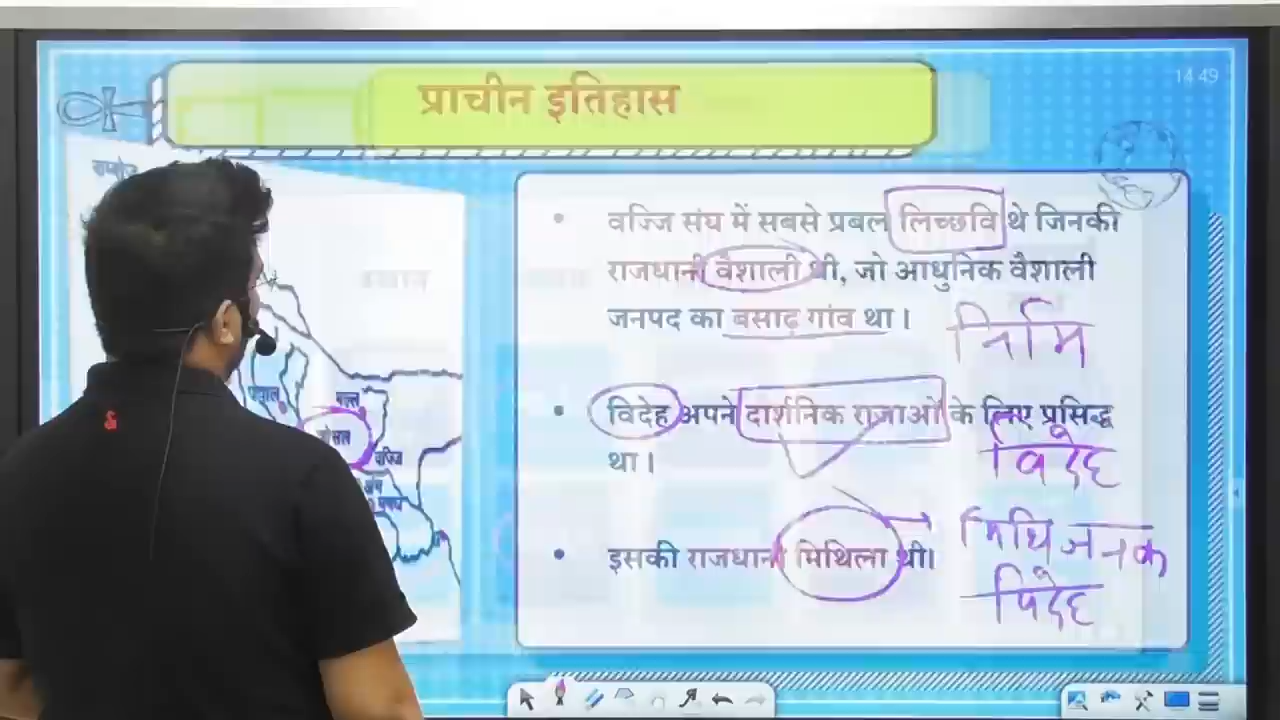 14:49
प्राचीन इतिहास
वज्जि संघ में सबसे प्रबल लिच्छवि थे जिनकी
राजधानी वैशाली थी, जो आधुनिक वैशाली
जनपद का बसाढ़ गांव था।
निमि
विदेह अपने दार्शनिक राजाओं के लिए प्रसिद्ध
था।
विदेह
इसकी राजधानी मिथिला थी।
मिथि जनक
विदेह
मल्ल
वज्जि
अंग